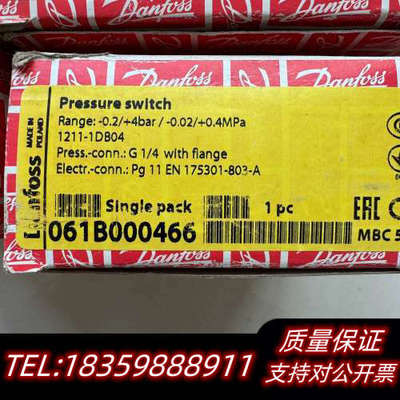 Danfoss
Danfoss
Pressure switch
Range: -0.2/+4bar / -0.02/+0.4MPa
1211-1DB04
Press.-conn.: G 1/4 with flange
Electr.-conn.: Pg 11 EN 175301-803-A
Danfoss
MADE IN
POLAND
Single pack
1 pc
EAC
061B000466
MBC 5
TEL:18359888911
质量保证
支持对公开票